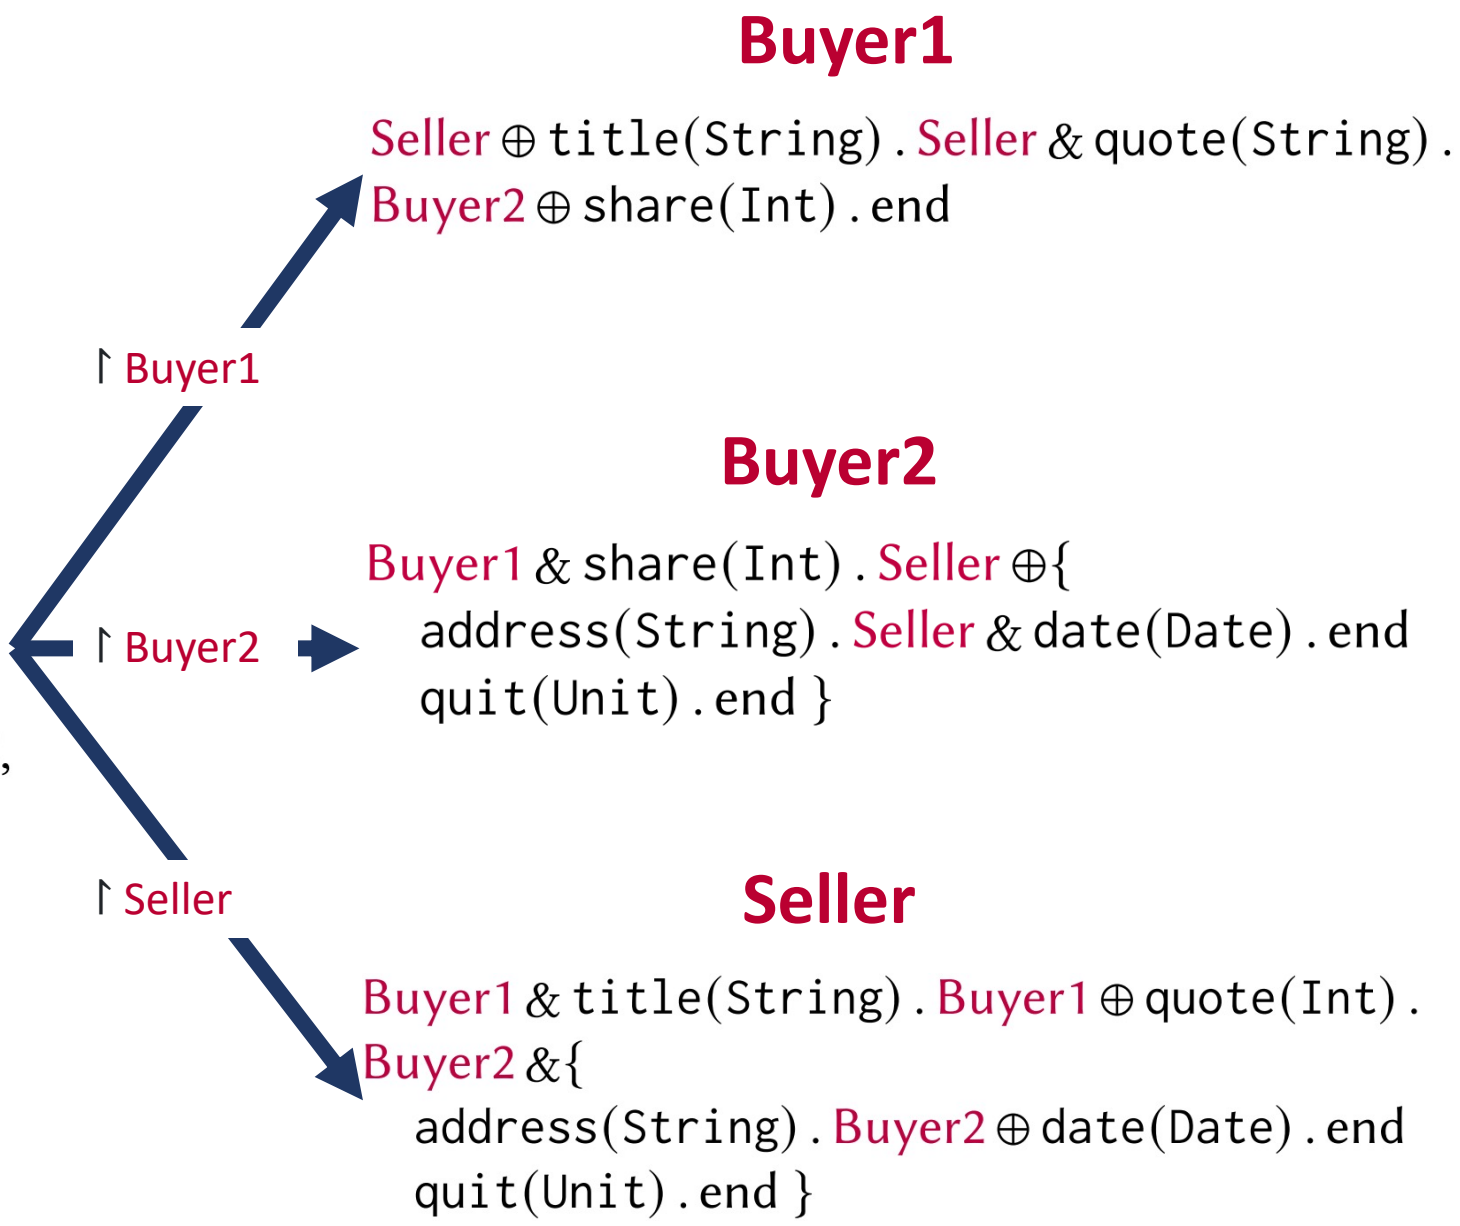 Buyer1
Seller ⊕ title(String) . Seller & quote(String) .
Buyer2 ⊕ share(Int) . end
↾ Buyer1
Buyer2
Buyer1 & share(Int) . Seller ⊕{
address(String) . Seller & date(Date) . end
↾ Buyer2
quit(Unit) . end }
,
↾ Seller
Seller
Buyer1 & title(String) . Buyer1 ⊕ quote(Int) .
Buyer2 &{
address(String) . Buyer2 ⊕ date(Date) . end
quit(Unit) . end }